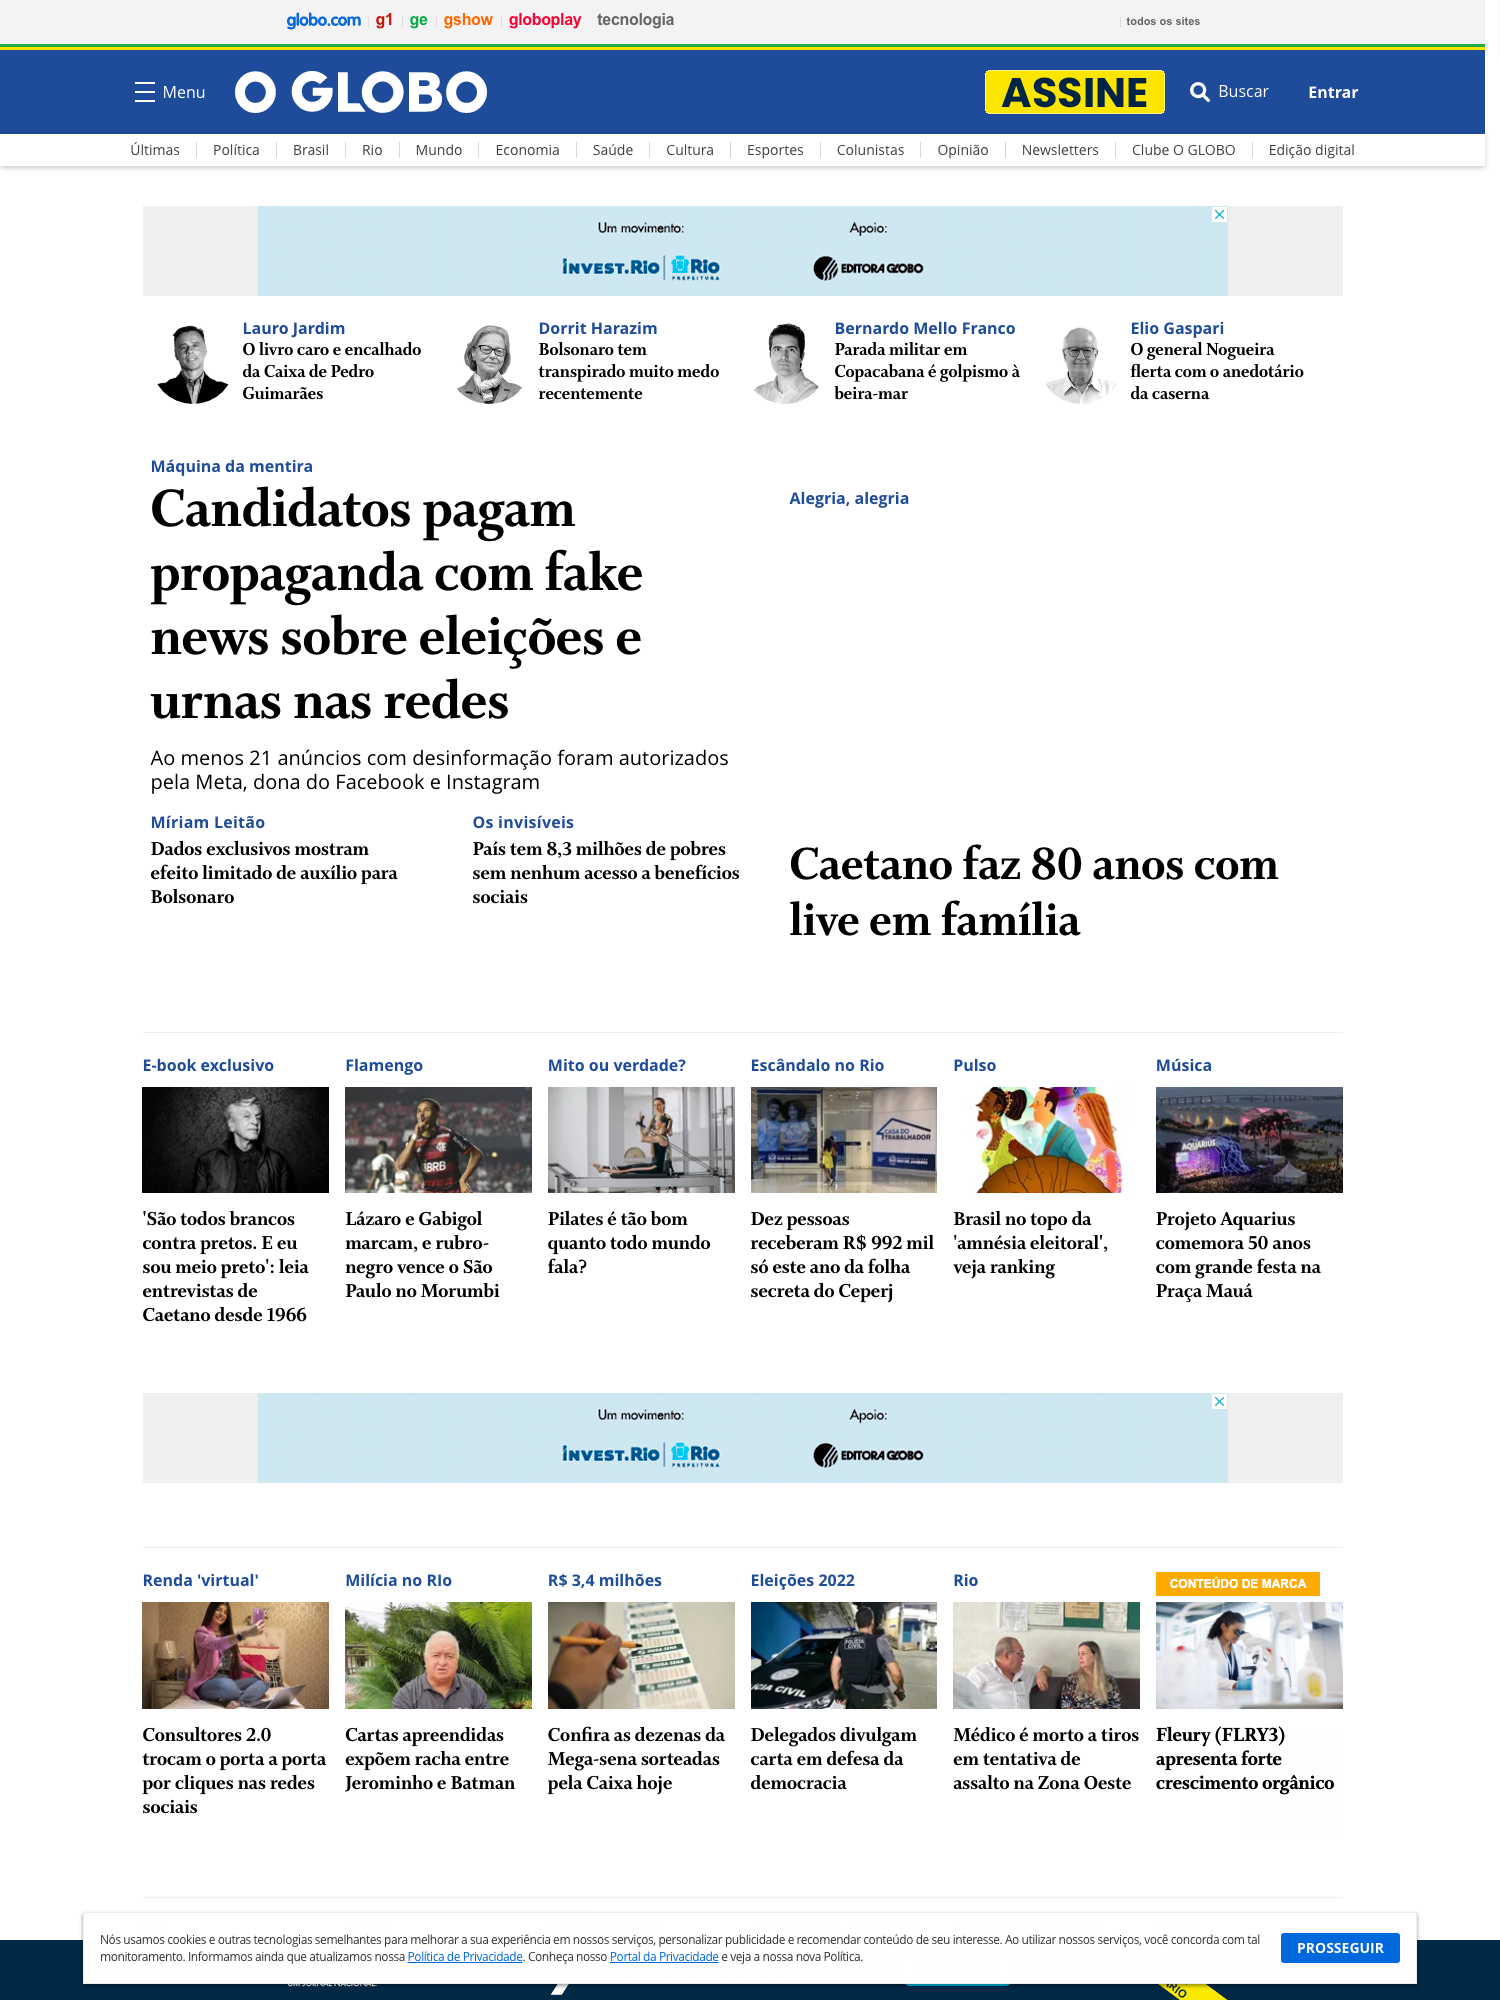 globo.com g1 ge gshow globoplay tecnologia todos os sites
Menu O GLOBO ASSINE Buscar Entrar
Últimas Política Brasil Rio Mundo Economia Saúde Cultura Esportes Colunistas Opinião Newsletters Clube O GLOBO Edição digital
Um movimento: Apoio:
INVEST.RIO Rio PREFEITURA EDITORA GLOBO
Lauro Jardim
O livro caro e encalhado
da Caixa de Pedro
Guimarães
Dorrit Harazim
Bolsonaro tem
transpirado muito medo
recentemente
Bernardo Mello Franco
Parada militar em
Copacabana é golpismo à
beira-mar
Elio Gaspari
O general Nogueira
flerta com o anedotário
da caserna
Máquina da mentira
Candidatos pagam
propaganda com fake
news sobre eleições e
urnas nas redes
Ao menos 21 anúncios com desinformação foram autorizados
pela Meta, dona do Facebook e Instagram
Míriam Leitão
Dados exclusivos mostram
efeito limitado de auxílio para
Bolsonaro
Os invisíveis
País tem 8,3 milhões de pobres
sem nenhum acesso a benefícios
sociais
Alegria, alegria
Caetano faz 80 anos com
live em família
E-book exclusivo
'São todos brancos
contra pretos. E eu
sou meio preto': leia
entrevistas de
Caetano desde 1966
Flamengo
BRB
Lázaro e Gabigol
marcam, e rubro-
negro vence o São
Paulo no Morumbi
Mito ou verdade?
Pilates é tão bom
quanto todo mundo
fala?
Escândalo no Rio
CASA DO
TRABALHADOR
Dez pessoas
receberam R$ 992 mil
só este ano da folha
secreta do Ceperj
Pulso
Brasil no topo da
'amnésia eleitoral',
veja ranking
Música
AQUARIUS
Projeto Aquarius
comemora 50 anos
com grande festa na
Praça Mauá
Um movimento: Apoio:
INVEST.RIO Rio PREFEITURA EDITORA GLOBO
Renda 'virtual'
Consultores 2.0
trocam o porta a porta
por cliques nas redes
sociais
Milícia no RIo
Cartas apreendidas
expõem racha entre
Jerominho e Batman
R$ 3,4 milhões
MEGA-SENA
Confira as dezenas da
Mega-sena sorteadas
pela Caixa hoje
Eleições 2022
POLÍCIA CIVIL
CIA CIVIL
Delegados divulgam
carta em defesa da
democracia
Rio
Médico é morto a tiros
em tentativa de
assalto na Zona Oeste
CONTEÚDO DE MARCA
Fleury (FLRY3)
apresenta forte
crescimento orgânico
Nós usamos cookies e outras tecnologias semelhantes para melhorar a sua experiência em nossos serviços, personalizar publicidade e recomendar conteúdo de seu interesse. Ao utilizar nossos serviços, você concorda com tal
monitoramento. Informamos ainda que atualizamos nossa Política de Privacidade. Conheça nosso Portal da Privacidade e veja a nossa nova Política.
PROSSEGUIR